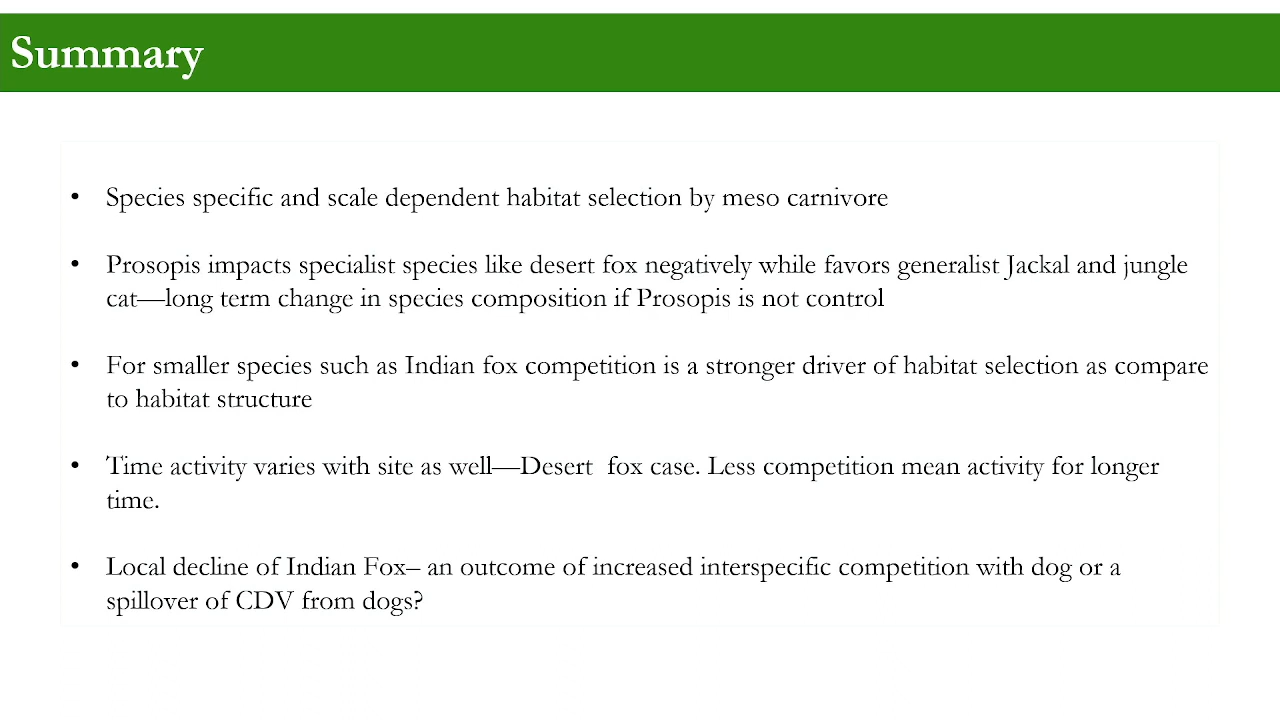 Summary
• Species specific and scale dependent habitat selection by meso carnivore
• Prosopis impacts specialist species like desert fox negatively while favors generalist Jackal and jungle
cat—long term change in species composition if Prosopis is not control
• For smaller species such as Indian fox competition is a stronger driver of habitat selection as compare
to habitat structure
• Time activity varies with site as well—Desert  fox case. Less competition mean activity for longer
time.
• Local decline of Indian Fox– an outcome of increased interspecific competition with dog or a
spillover of CDV from dogs?